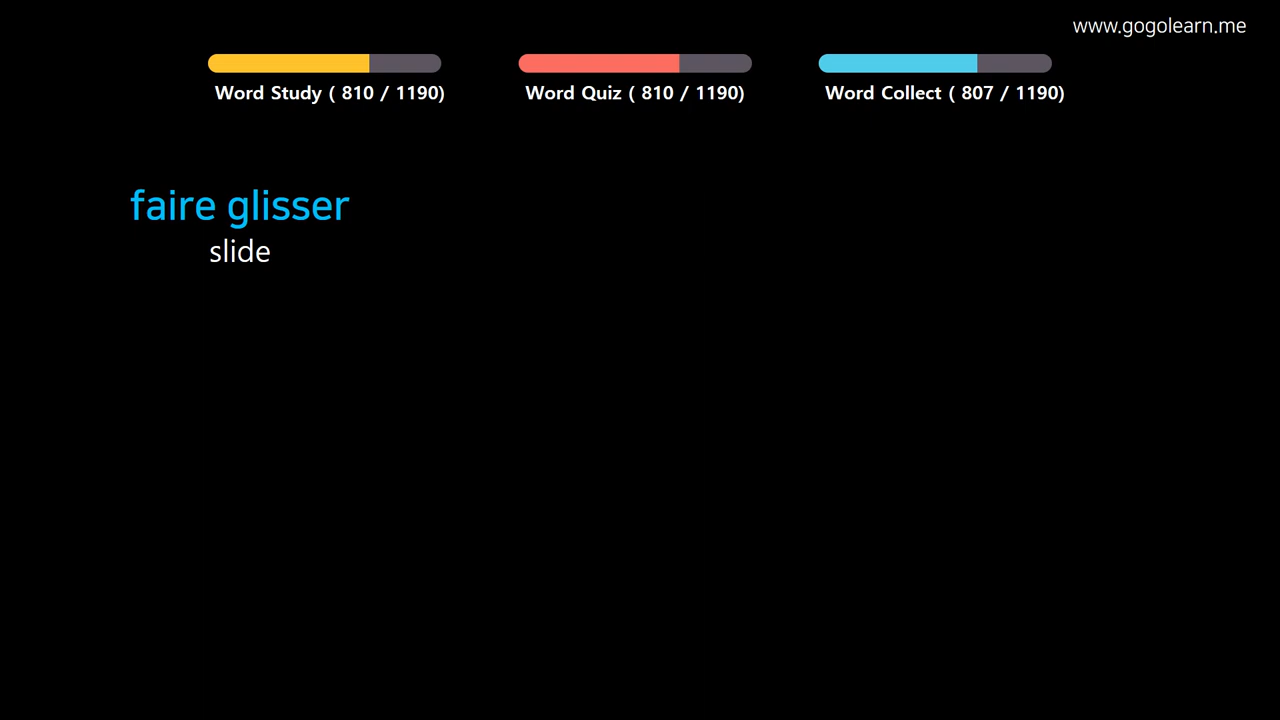 www.gogolearn.me
Word Study ( 810 / 1190)
Word Quiz ( 810 / 1190)
Word Collect ( 807 / 1190)
faire glisser
slide